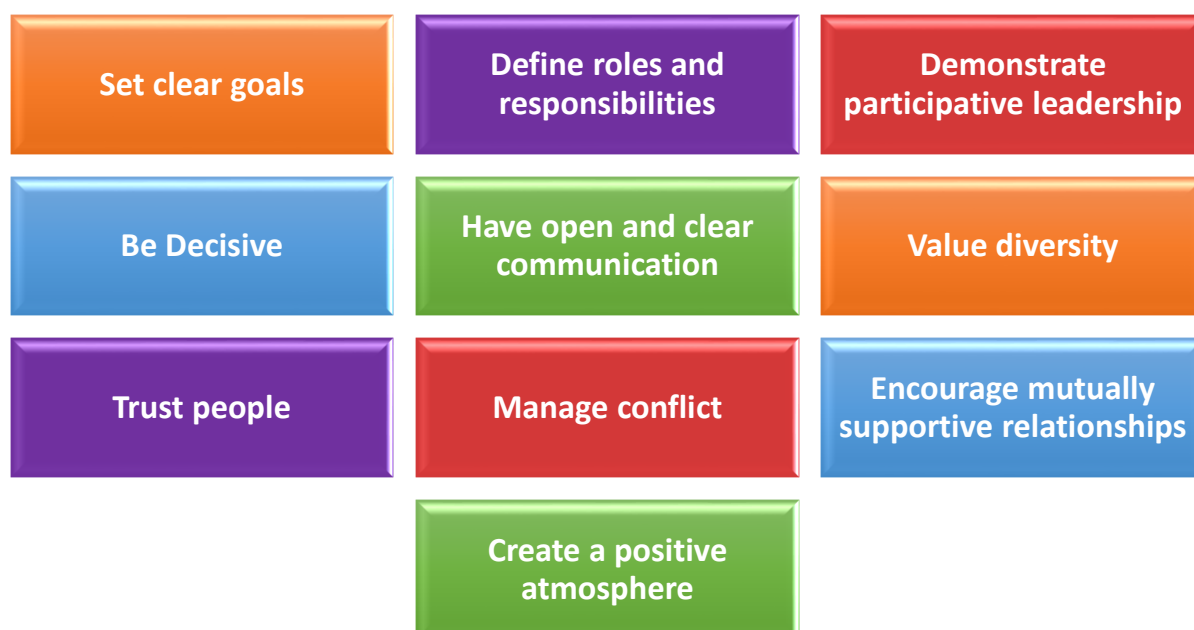 Set clear goals
Define roles and
responsibilities
Demonstrate
participative leadership
Be Decisive
Have open and clear
communication
Value diversity
Trust people
Manage conflict
Encourage mutually
supportive relationships
Create a positive
atmosphere